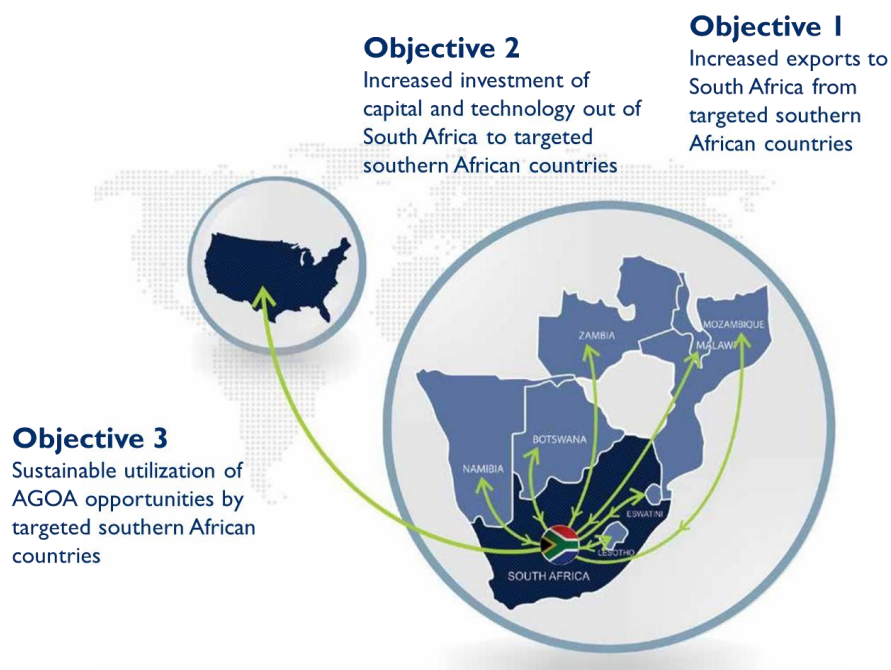 Objective 1
Increased exports to
South Africa from
targeted southern
African countries
Objective 2
Increased investment of
capital and technology out of
South Africa to targeted
southern African countries
Objective 3
Sustainable utilization of
AGOA opportunities by
targeted southern African
countries
ZAMBIA
MOZAMBIQUE
MALAWI
BOTSWANA
NAMIBIA
ESWATINI
LESOTHO
SOUTH AFRICA